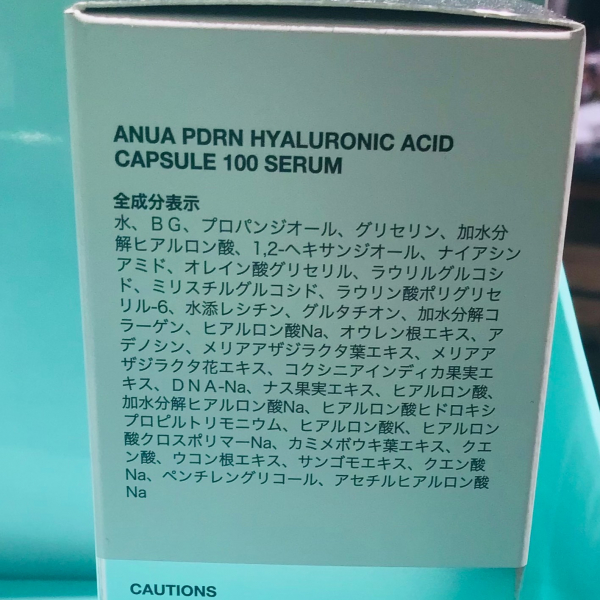 ANUA PDRN HYALURONIC ACID
CAPSULE 100 SERUM
全成分表示
水、ＢＧ、プロパンジオール、グリセリン、加水分
解ヒアルロン酸、1,2-ヘキサンジオール、ナイアシン
アミド、オレイン酸グリセリル、ラウリルグルコシ
ド、ミリスチルグルコシド、ラウリン酸ポリグリセ
リル-6、水添レシチン、グルタチオン、加水分解コ
ラーゲン、ヒアルロン酸Na、オウレン根エキス、ア
デノシン、メリアアザジラクタ葉エキス、メリアア
ザジラクタ花エキス、コクシニアインディカ果実エ
キス、ＤＮＡ-Na、ナス果実エキス、ヒアルロン酸、
加水分解ヒアルロン酸Na、ヒアルロン酸ヒドロキシ
プロピルトリモニウム、ヒアルロン酸K、ヒアルロン
酸クロスポリマーNa、カミメボウキ葉エキス、クエ
ン酸、ウコン根エキス、サンゴモエキス、クエン酸
Na、ペンチレングリコール、アセチルヒアルロン酸
Na
CAUTIONS